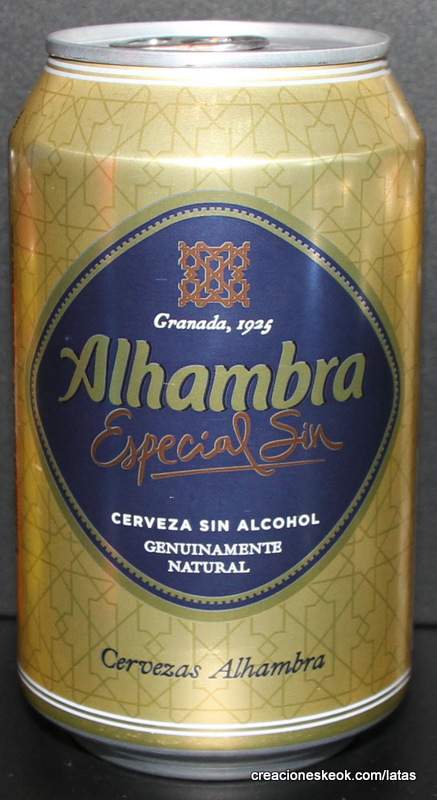 Granada, 1925
Alhambra
Especial Sin
CERVEZA SIN ALCOHOL
GENUINAMENTE
NATURAL
Cervezas Alhambra
creacioneskeok.com/latas